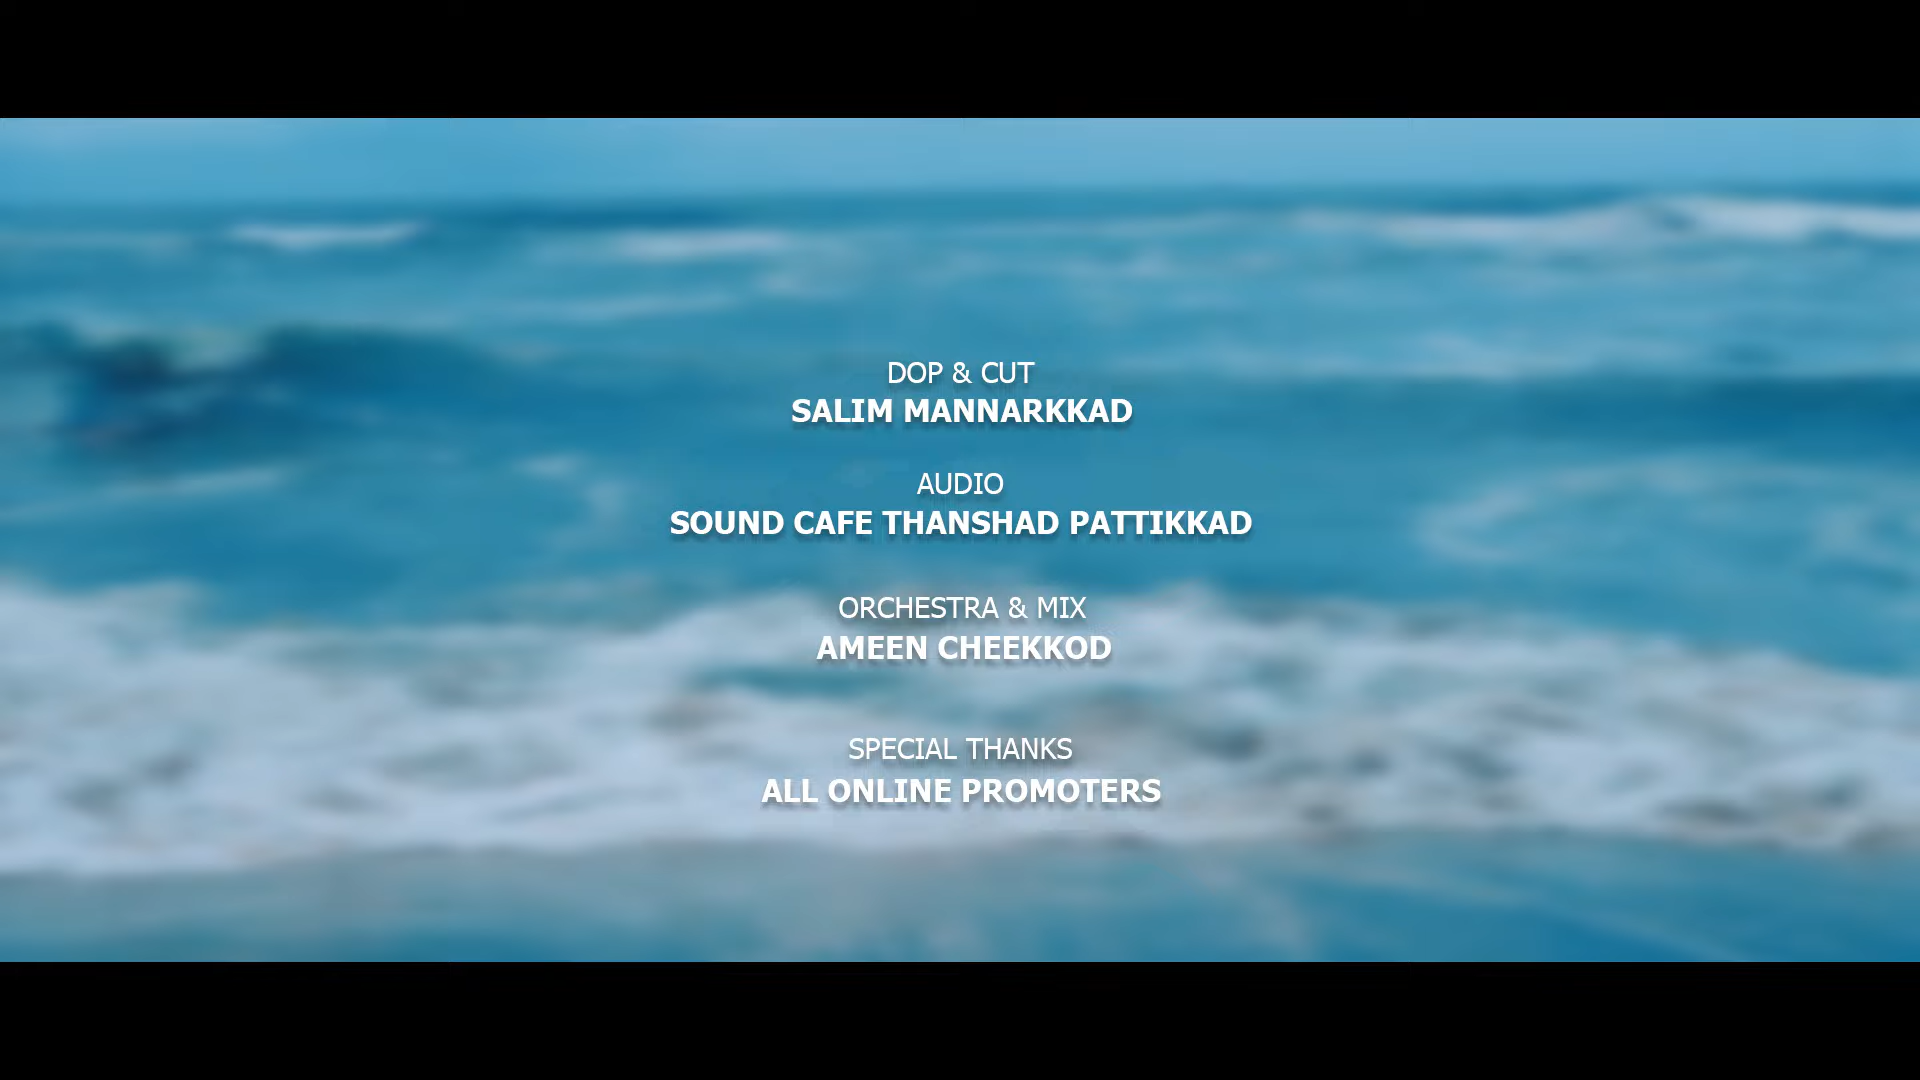 DOP & CUT
SALIM MANNARKKAD
AUDIO
SOUND CAFE THANSHAD PATTIKKAD
ORCHESTRA & MIX
AMEEN CHEEKKOD
SPECIAL THANKS
ALL ONLINE PROMOTERS